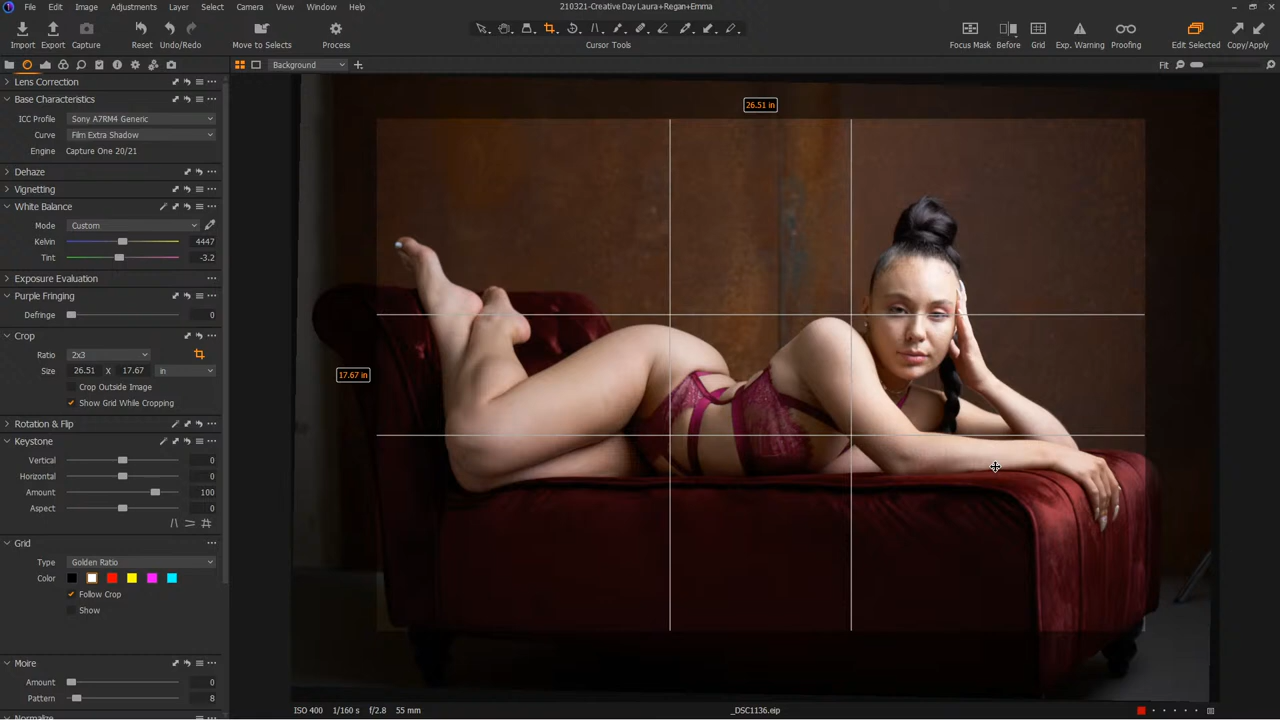 File Edit Image Adjustments Layer Select Camera View Window Help
210321-Creative Day Laura+Regan+Emma
Import Export Capture Reset Undo/Redo Move to Selects Process
Cursor Tools
Focus Mask Before Grid Exp. Warning Proofing Edit Selected Copy/Apply
Background
Fit
Lens Correction
Base Characteristics
ICC Profile Sony A7RM4 Generic
Curve Film Extra Shadow
Engine Capture One 20/21
Dehaze
Vignetting
White Balance
Mode Custom
Kelvin 4447
Tint -3.2
Exposure Evaluation
Purple Fringing
Defringe 0
Crop
Ratio 2x3
Size 26.51 X 17.67 in
Crop Outside Image
Show Grid While Cropping
Rotation & Flip
Keystone
Vertical 0
Horizontal 0
Amount 100
Aspect 0
Grid
Type Golden Ratio
Color
Follow Crop
Show
Moire
Amount 0
Pattern 8
26.51 in
17.67 in
ISO 400 1/160 s f/2.8 55 mm
_DSC1136.eip